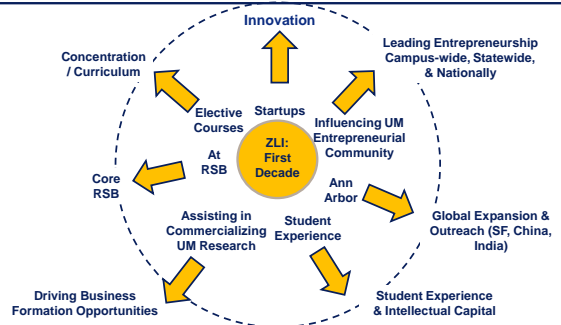 Innovation
Concentration
/ Curriculum
Leading Entrepreneurship
Campus-wide, Statewide,
& Nationally
Elective
Courses
Startups
Influencing UM
Entrepreneurial
Community
ZLI:
First
Decade
At
RSB
Core
RSB
Ann
Arbor
Assisting in
Commercializing
UM Research
Student
Experience
Global Expansion &
Outreach (SF, China,
India)
Driving Business
Formation Opportunities
Student Experience
& Intellectual Capital